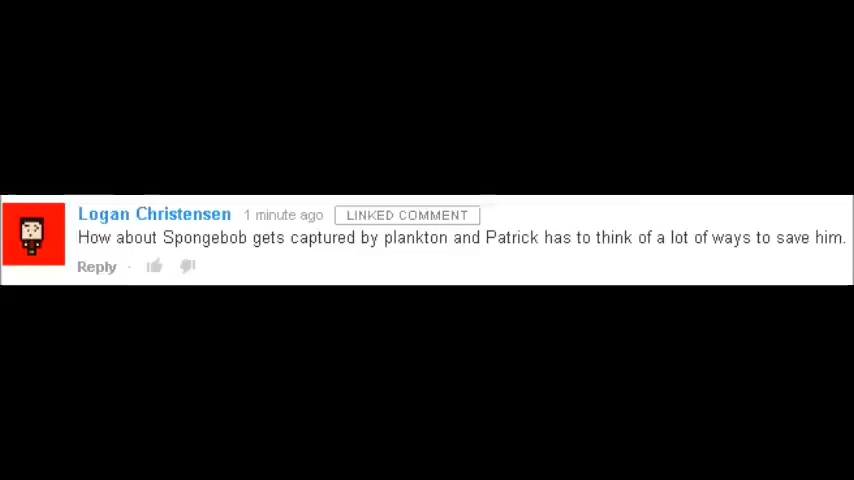 Logan Christensen 1 minute ago LINKED COMMENT
How about Spongebob gets captured by plankton and Patrick has to think of a lot of ways to save him.
Reply ·